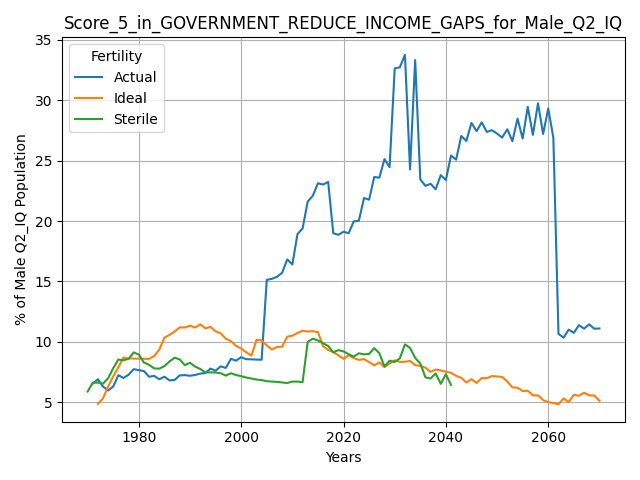 Score_5_in_GOVERNMENT_REDUCE_INCOME_GAPS_for_Male_Q2_IQ
35
30
25
20
15
10
5
% of Male Q2_IQ Population
Fertility
Actual
Ideal
Sterile
1980 2000 2020 2040 2060
Years